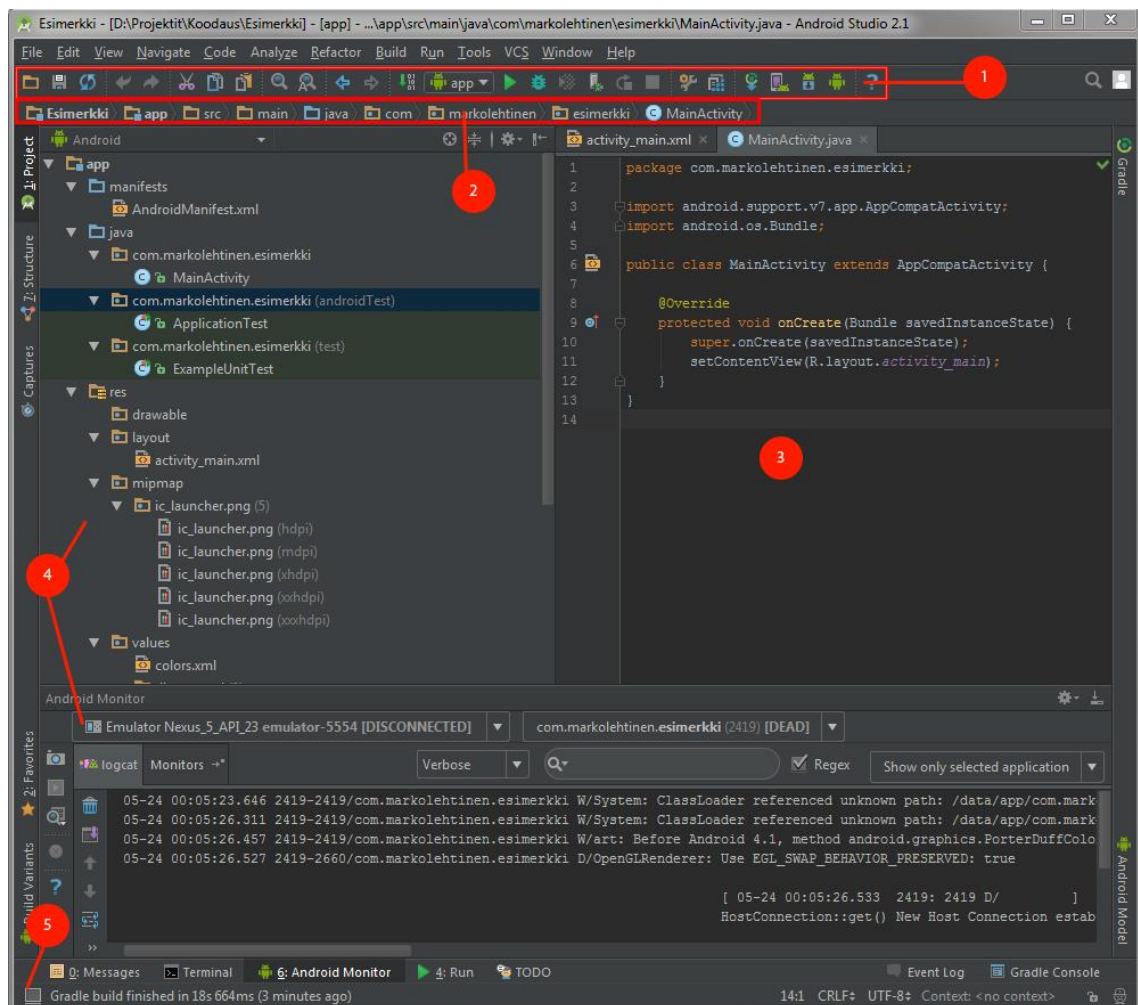 Esimerkki - [D:\Projektit\Koodaus\Esimerkki] - [app] - ...\app\src\main\java\com\markolehtinen\esimerkki\MainActivity.java - Android Studio 2.1
File Edit View Navigate Code Analyze Refactor Build Run Tools VCS Window Help
app
1
Esimerkki app src main java com markolehtinen esimerkki MainActivity
2
1: Project
7: Structure
Captures
2: Favorites
Build Variants
Android
app
manifests
AndroidManifest.xml
java
com.markolehtinen.esimerkki
MainActivity
com.markolehtinen.esimerkki (androidTest)
ApplicationTest
com.markolehtinen.esimerkki (test)
ExampleUnitTest
res
drawable
layout
activity_main.xml
mipmap
ic_launcher.png (5)
ic_launcher.png (hdpi)
ic_launcher.png (mdpi)
ic_launcher.png (xhdpi)
ic_launcher.png (xxhdpi)
ic_launcher.png (xxxhdpi)
values
colors.xml
4
activity_main.xml MainActivity.java
1 package com.markolehtinen.esimerkki;
2
3 import android.support.v7.app.AppCompatActivity;
4 import android.os.Bundle;
5
6 public class MainActivity extends AppCompatActivity {
7
8 @Override
9 protected void onCreate(Bundle savedInstanceState) {
10 super.onCreate(savedInstanceState);
11 setContentView(R.layout.activity_main);
12 }
13 }
14
3
Gradle
Android Model
Android Monitor
Emulator Nexus_5_API_23 emulator-5554 [DISCONNECTED] com.markolehtinen.esimerkki (2419) [DEAD]
logcat Monitors Verbose Regex Show only selected application
05-24 00:05:23.646 2419-2419/com.markolehtinen.esimerkki W/System: ClassLoader referenced unknown path: /data/app/com.mark
05-24 00:05:26.311 2419-2419/com.markolehtinen.esimerkki W/System: ClassLoader referenced unknown path: /data/app/com.mark
05-24 00:05:26.457 2419-2419/com.markolehtinen.esimerkki W/art: Before Android 4.1, method android.graphics.PorterDuffColo
05-24 00:05:26.527 2419-2660/com.markolehtinen.esimerkki D/OpenGLRenderer: Use EGL_SWAP_BEHAVIOR_PRESERVED: true
[ 05-24 00:05:26.533 2419: 2419 D/ ]
HostConnection::get() New Host Connection estab
5
0: Messages Terminal 6: Android Monitor 4: Run TODO Event Log Gradle Console
Gradle build finished in 18s 664ms (3 minutes ago) 14:1 CRLF UTF-8 Context: <no context>